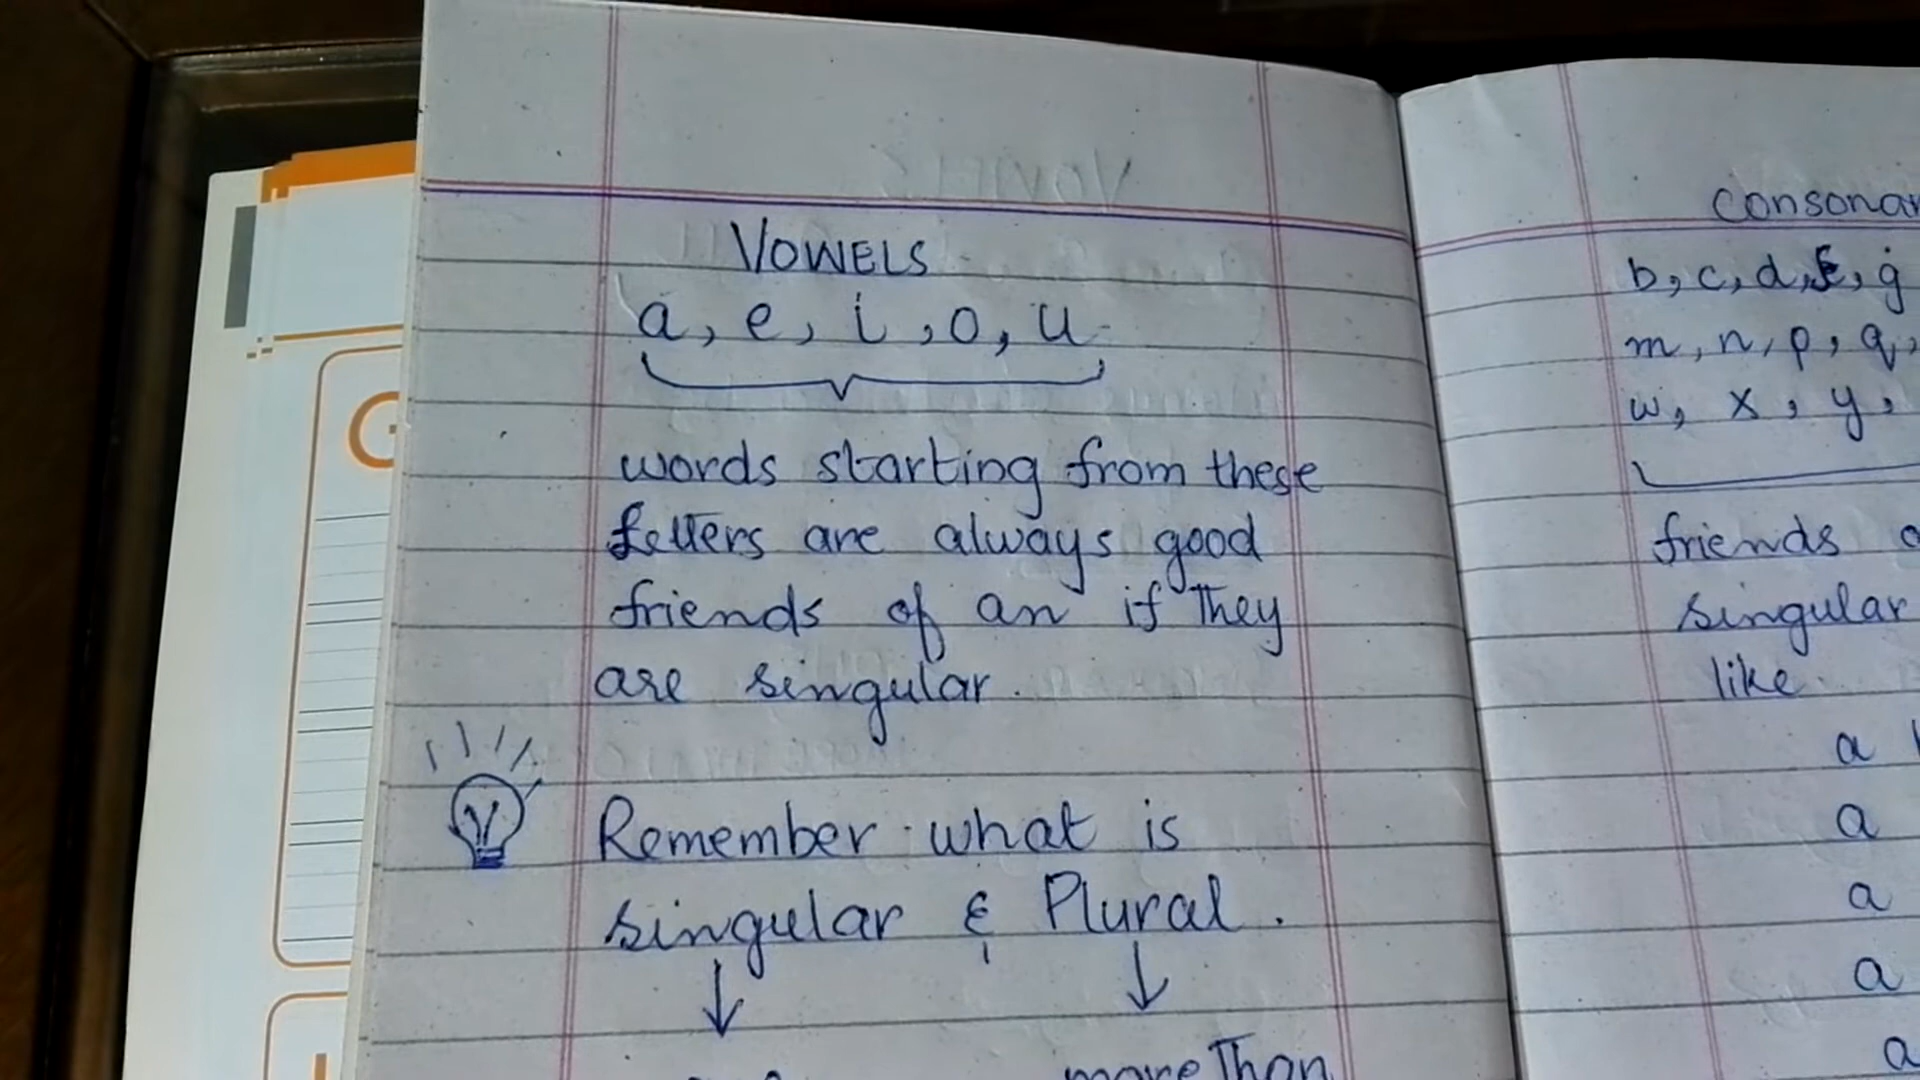 VOWELS
a, e, i, o, u
words starting from these
letters are always good
friends of an if they
are singular.
Remember what is
singular & Plural.
more Than
Consonan
b, c, d, f, g
m, n, p, q,
w, x, y,
friends
singular
like
a
a
a
a
a
G